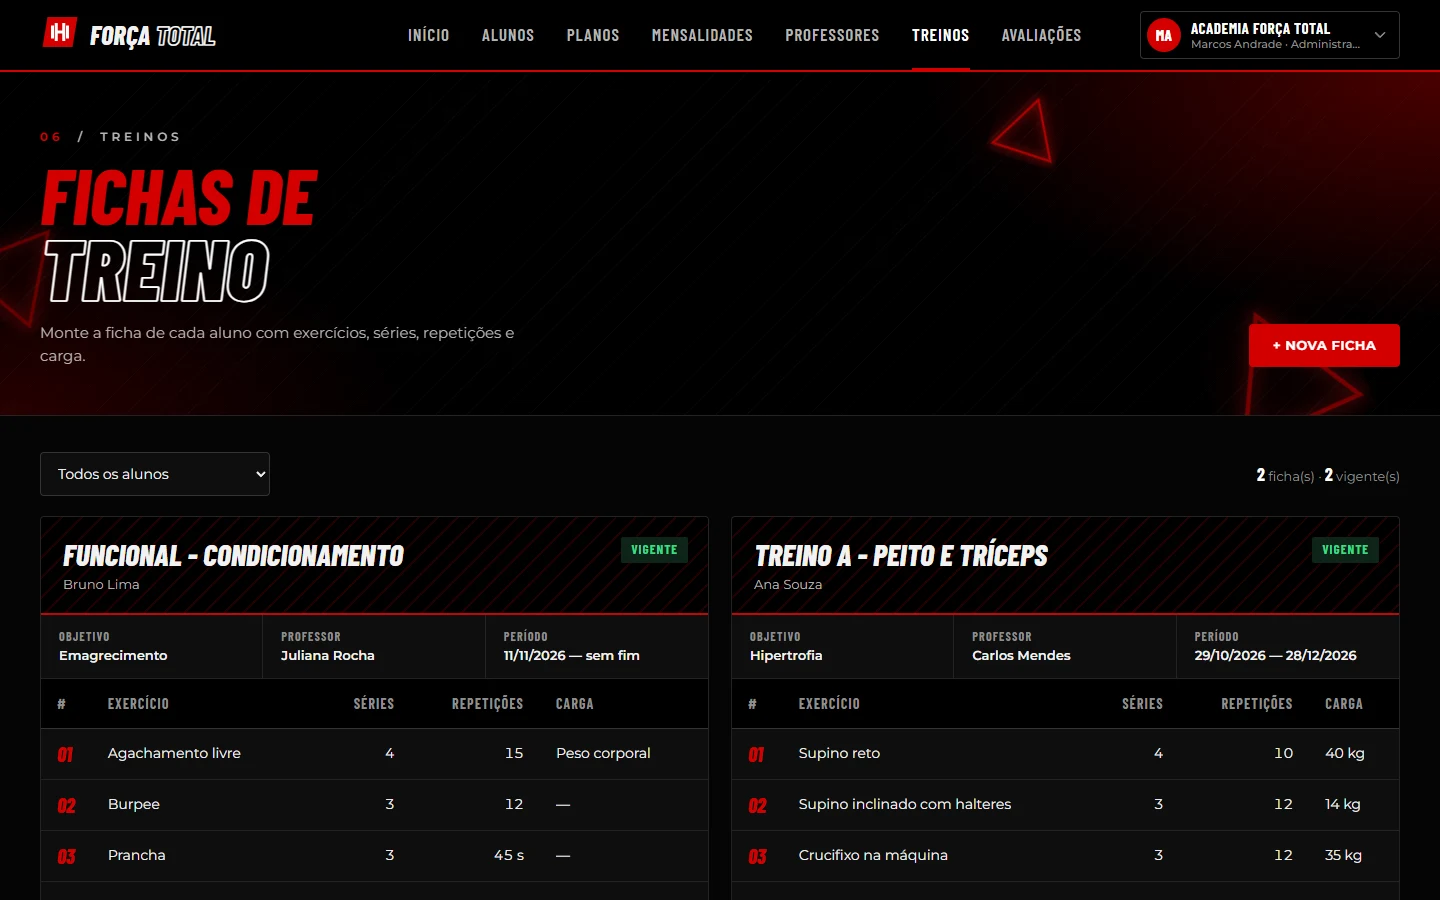 FORÇA TOTAL
INÍCIO ALUNOS PLANOS MENSALIDADES PROFESSORES TREINOS AVALIAÇÕES
MA
ACADEMIA FORÇA TOTAL
Marcos Andrade · Administra...
06 / TREINOS
FICHAS DE
TREINO
Monte a ficha de cada aluno com exercícios, séries, repetições e
carga.
+ NOVA FICHA
Todos os alunos
2 ficha(s) · 2 vigente(s)
FUNCIONAL - CONDICIONAMENTO
VIGENTE
Bruno Lima
OBJETIVO PROFESSOR PERÍODO
Emagrecimento Juliana Rocha 11/11/2026 — sem fim
# EXERCÍCIO SÉRIES REPETIÇÕES CARGA
01 Agachamento livre 4 15 Peso corporal
02 Burpee 3 12 —
03 Prancha 3 45 s —
TREINO A - PEITO E TRÍCEPS
VIGENTE
Ana Souza
OBJETIVO PROFESSOR PERÍODO
Hipertrofia Carlos Mendes 29/10/2026 — 28/12/2026
# EXERCÍCIO SÉRIES REPETIÇÕES CARGA
01 Supino reto 4 10 40 kg
02 Supino inclinado com halteres 3 12 14 kg
03 Crucifixo na máquina 3 12 35 kg